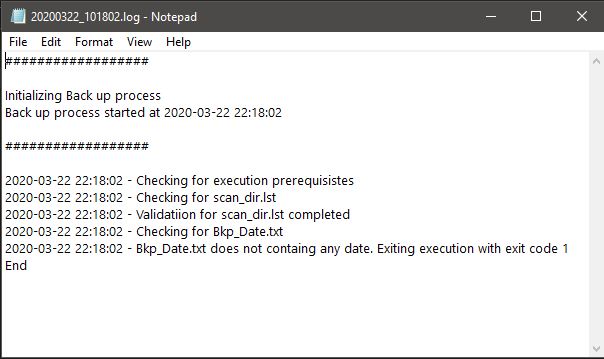 20200322_101802.log - Notepad
File Edit Format View Help
##################
Initializing Back up process
Back up process started at 2020-03-22 22:18:02
##################
2020-03-22 22:18:02 - Checking for execution prerequisistes
2020-03-22 22:18:02 - Checking for scan_dir.lst
2020-03-22 22:18:02 - Validatiion for scan_dir.lst completed
2020-03-22 22:18:02 - Checking for Bkp_Date.txt
2020-03-22 22:18:02 - Bkp_Date.txt does not containg any date. Exiting execution with exit code 1
End